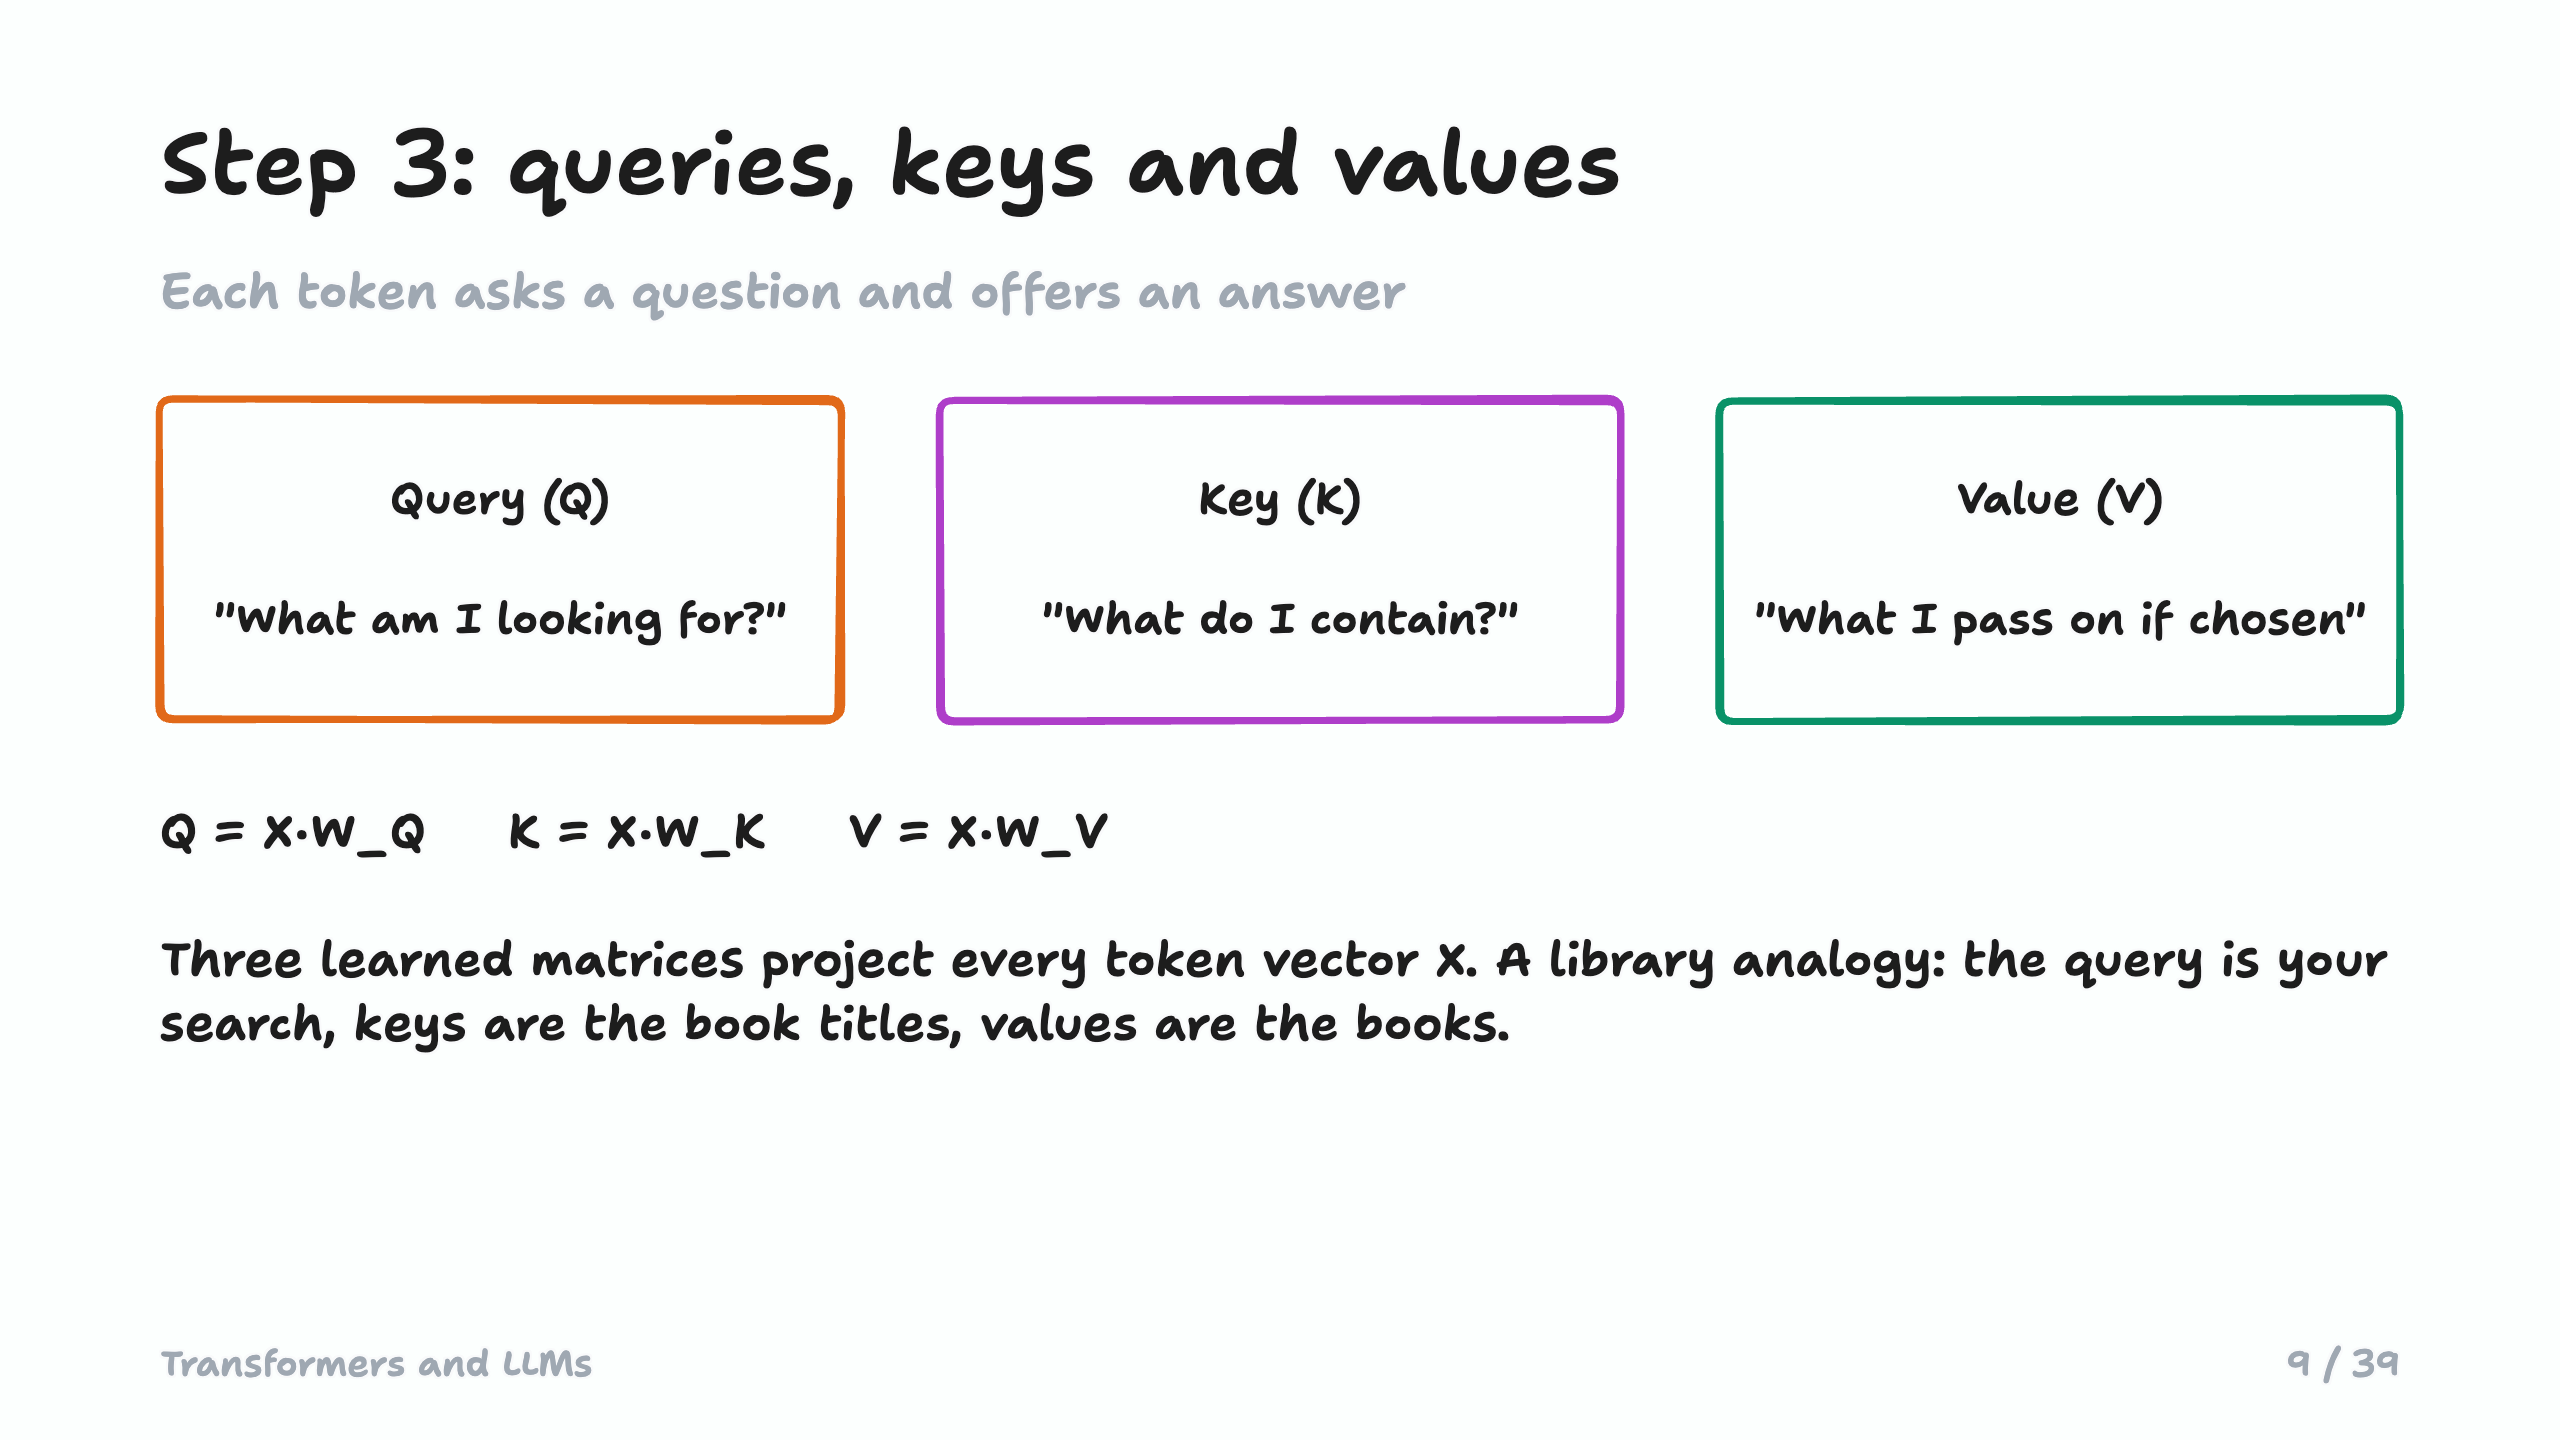 Step 3: queries, keys and values
Each token asks a question and offers an answer
Query (Q)
"What am I looking for?"
Key (K)
"What do I contain?"
Value (V)
"What I pass on if chosen"
Q = X·W_Q K = X·W_K V = X·W_V
Three learned matrices project every token vector X. A library analogy: the query is your
search, keys are the book titles, values are the books.
Transformers and LLMs
9 / 39